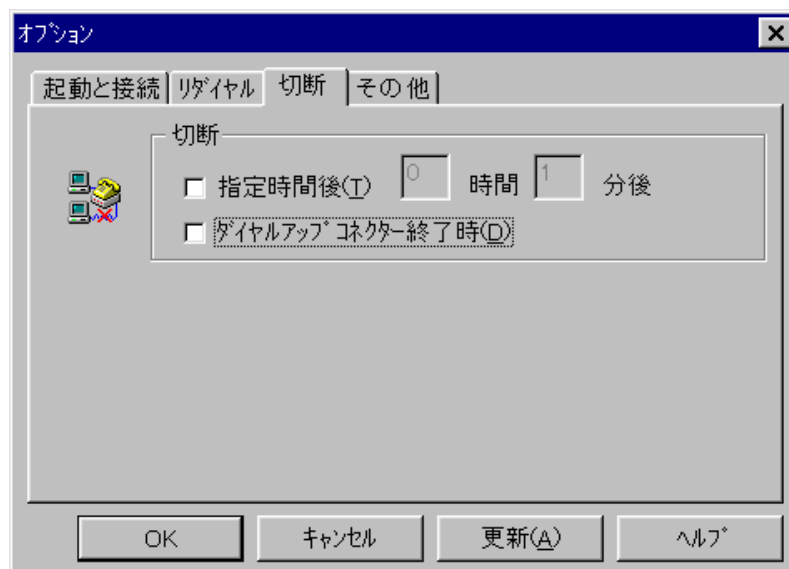 オプション
起動と接続 リダイヤル 切断 その他
切断
指定時間後(T) 0 時間 1 分後
ダイヤルアップコネクター終了時(D)
OK キャンセル 更新(A) ヘルプ